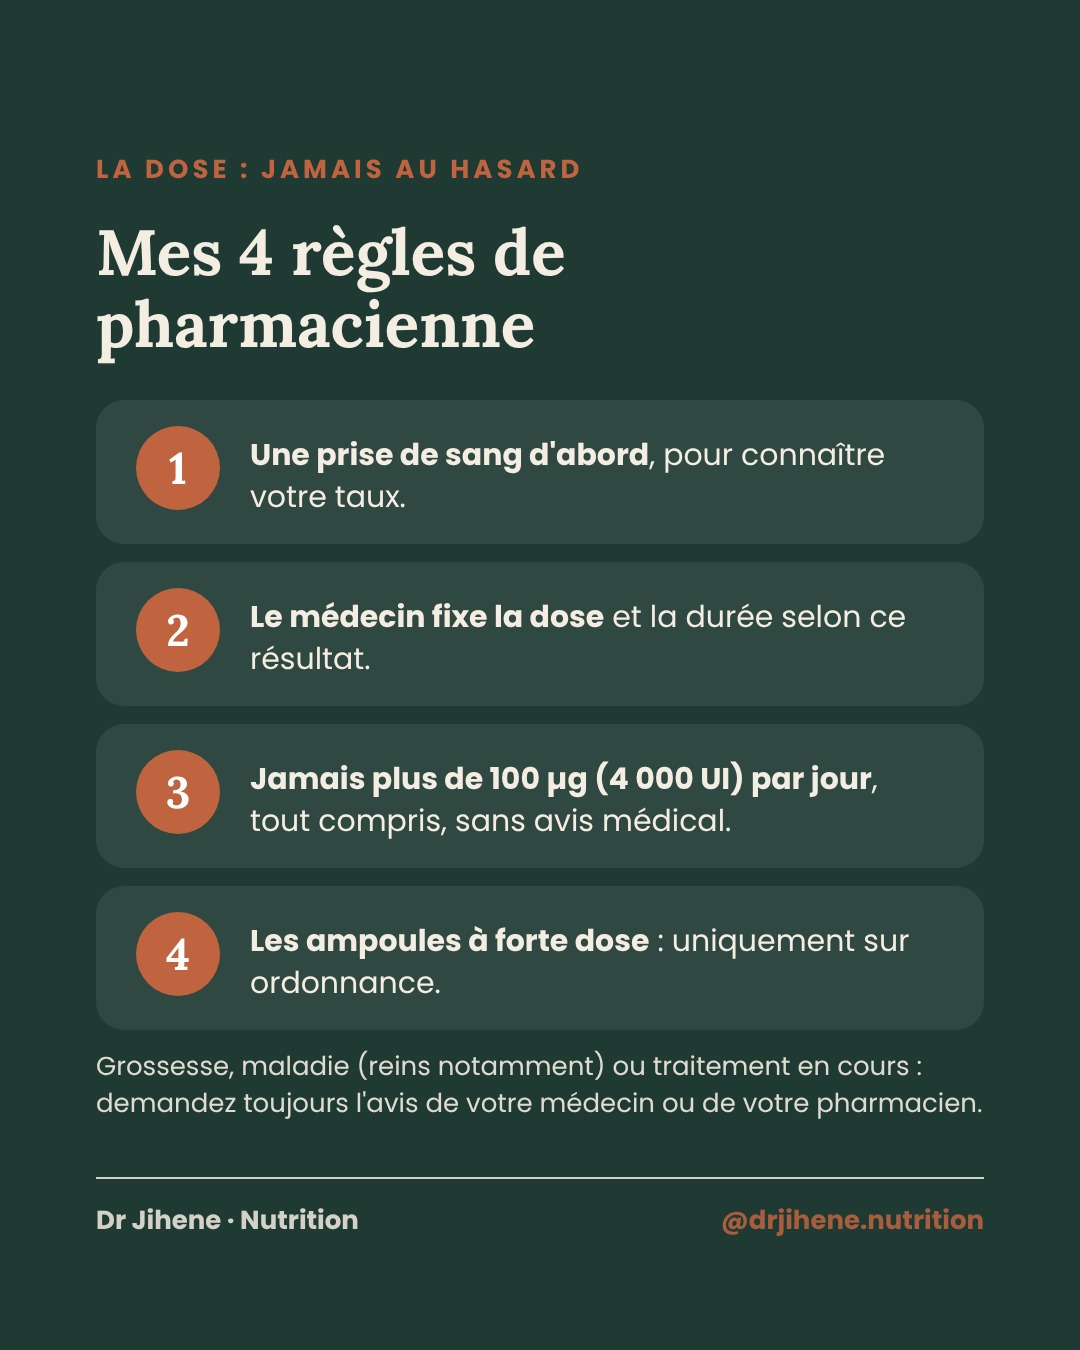 LA DOSE : JAMAIS AU HASARD
Mes 4 règles de
pharmacienne
1
Une prise de sang d'abord, pour connaître
votre taux.
2
Le médecin fixe la dose et la durée selon ce
résultat.
3
Jamais plus de 100 µg (4 000 UI) par jour,
tout compris, sans avis médical.
4
Les ampoules à forte dose : uniquement sur
ordonnance.
Grossesse, maladie (reins notamment) ou traitement en cours :
demandez toujours l'avis de votre médecin ou de votre pharmacien.
Dr Jihene · Nutrition
@drjihene.nutrition